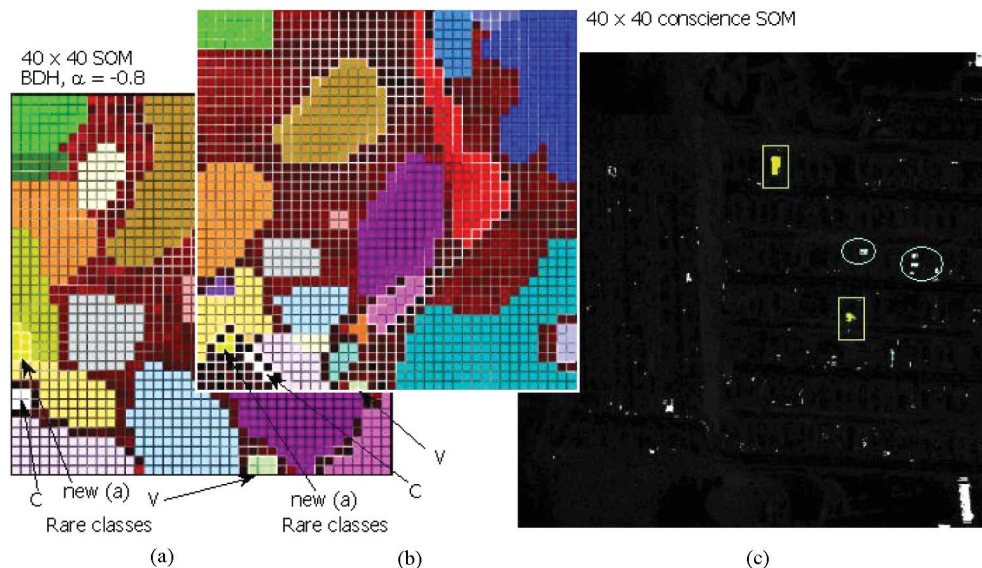 40 x 40 conscience SOM
40 x 40 SOM
BDH, α = -0.8
C
new (a)
V
new (a)
C
V
Rare classes
Rare classes
(a)
(b)
(c)